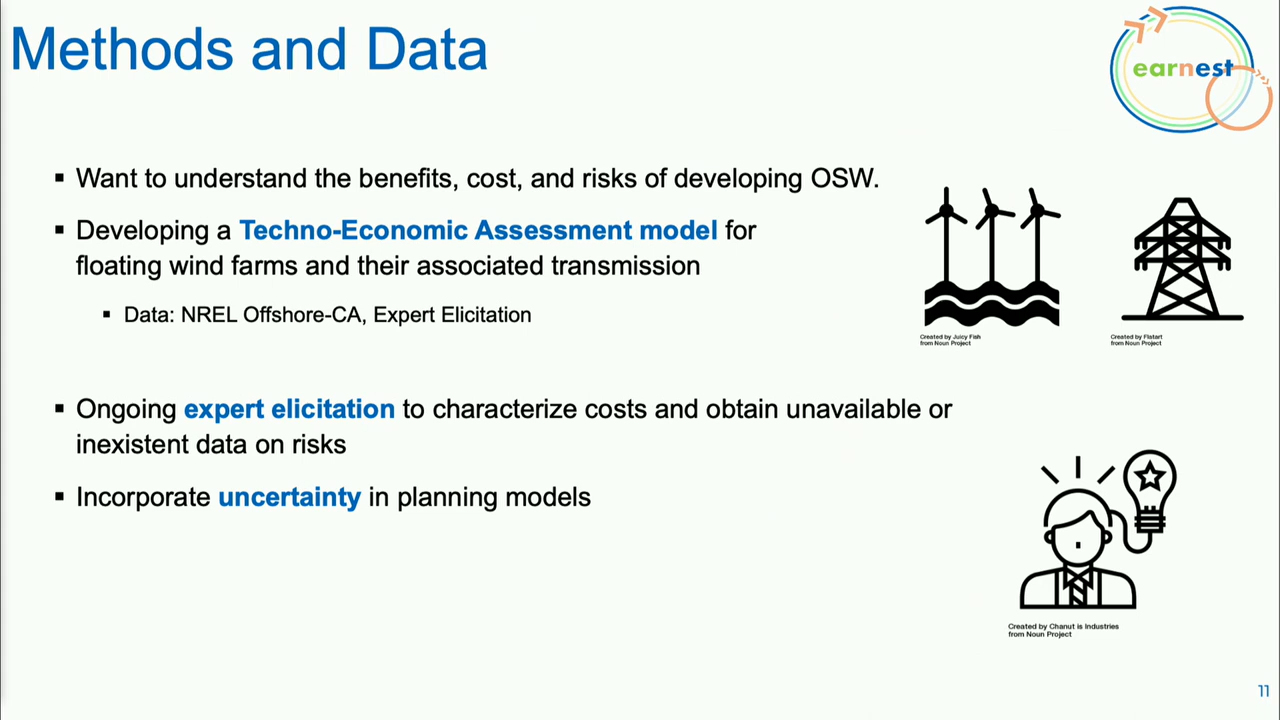 Methods and Data
earnest
▪ Want to understand the benefits, cost, and risks of developing OSW.
▪ Developing a Techno-Economic Assessment model for
floating wind farms and their associated transmission
▪ Data: NREL Offshore-CA, Expert Elicitation
Created by Juicy Fish
from Noun Project
Created by Flatart
from Noun Project
▪ Ongoing expert elicitation to characterize costs and obtain unavailable or
inexistent data on risks
▪ Incorporate uncertainty in planning models
Created by Chanut is Industries
from Noun Project
11